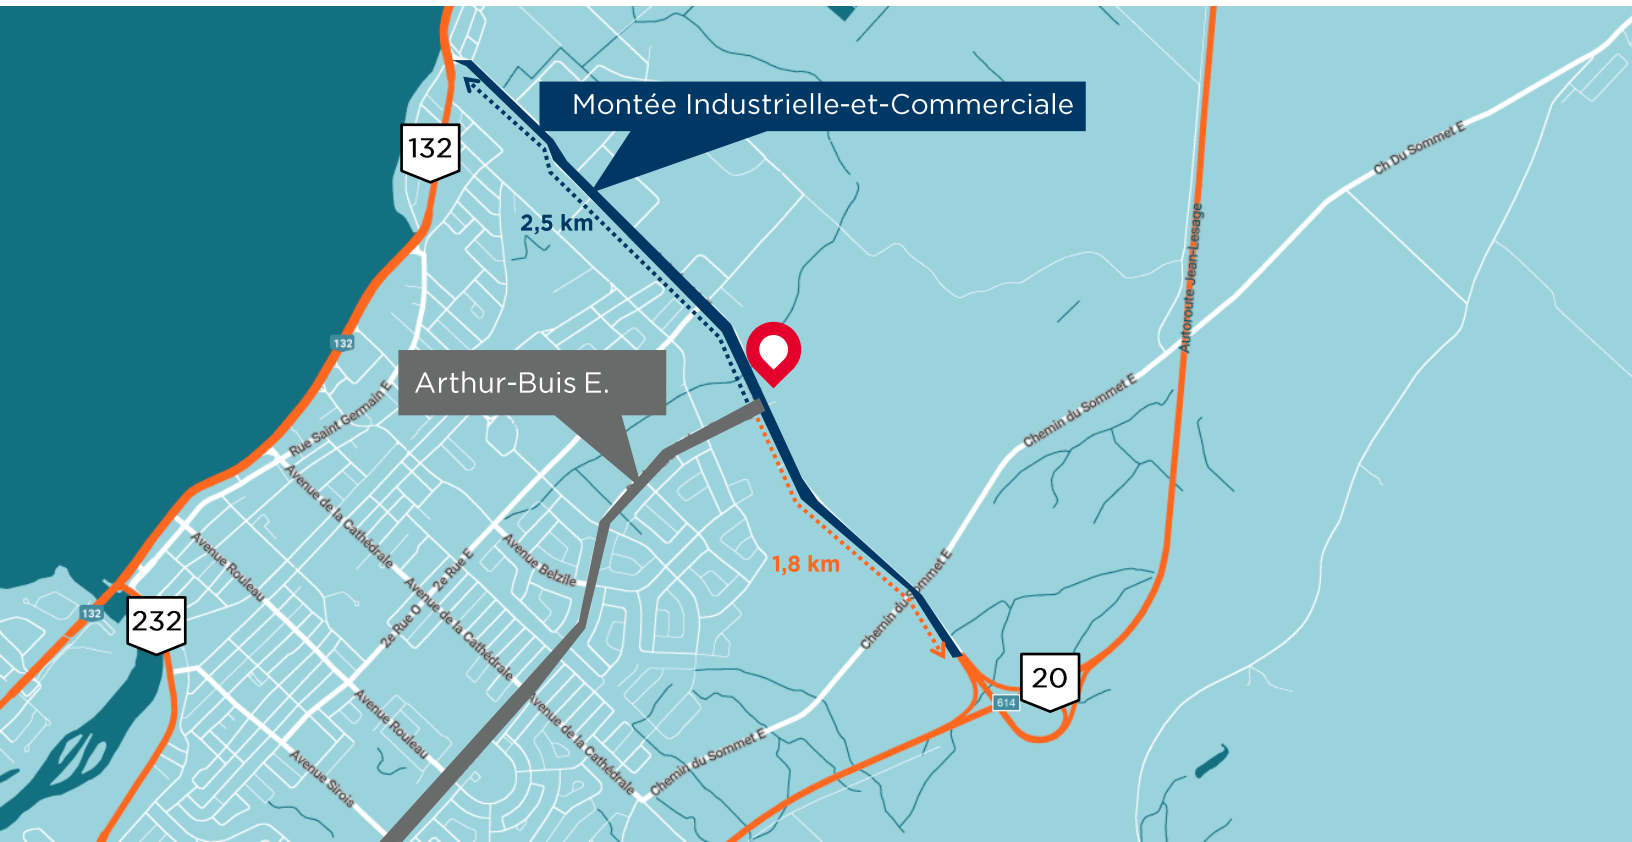 Montée Industrielle-et-Commerciale
132
Ch Du Sommet E
2,5 km
Autoroute Jean-Lesage
132
Arthur-Buis E.
Rue Saint Germain E
Chemin du Sommet E
Avenue de la Cathédrale
Avenue Rouleau
Avenue Belzile
2e Rue E
1,8 km
Chemin du Sommet E
132
232
2e Rue O
Avenue de la Cathédrale
20
614
Avenue Rouleau
Avenue de la Cathédrale
Chemin du Sommet E
Avenue Sirois